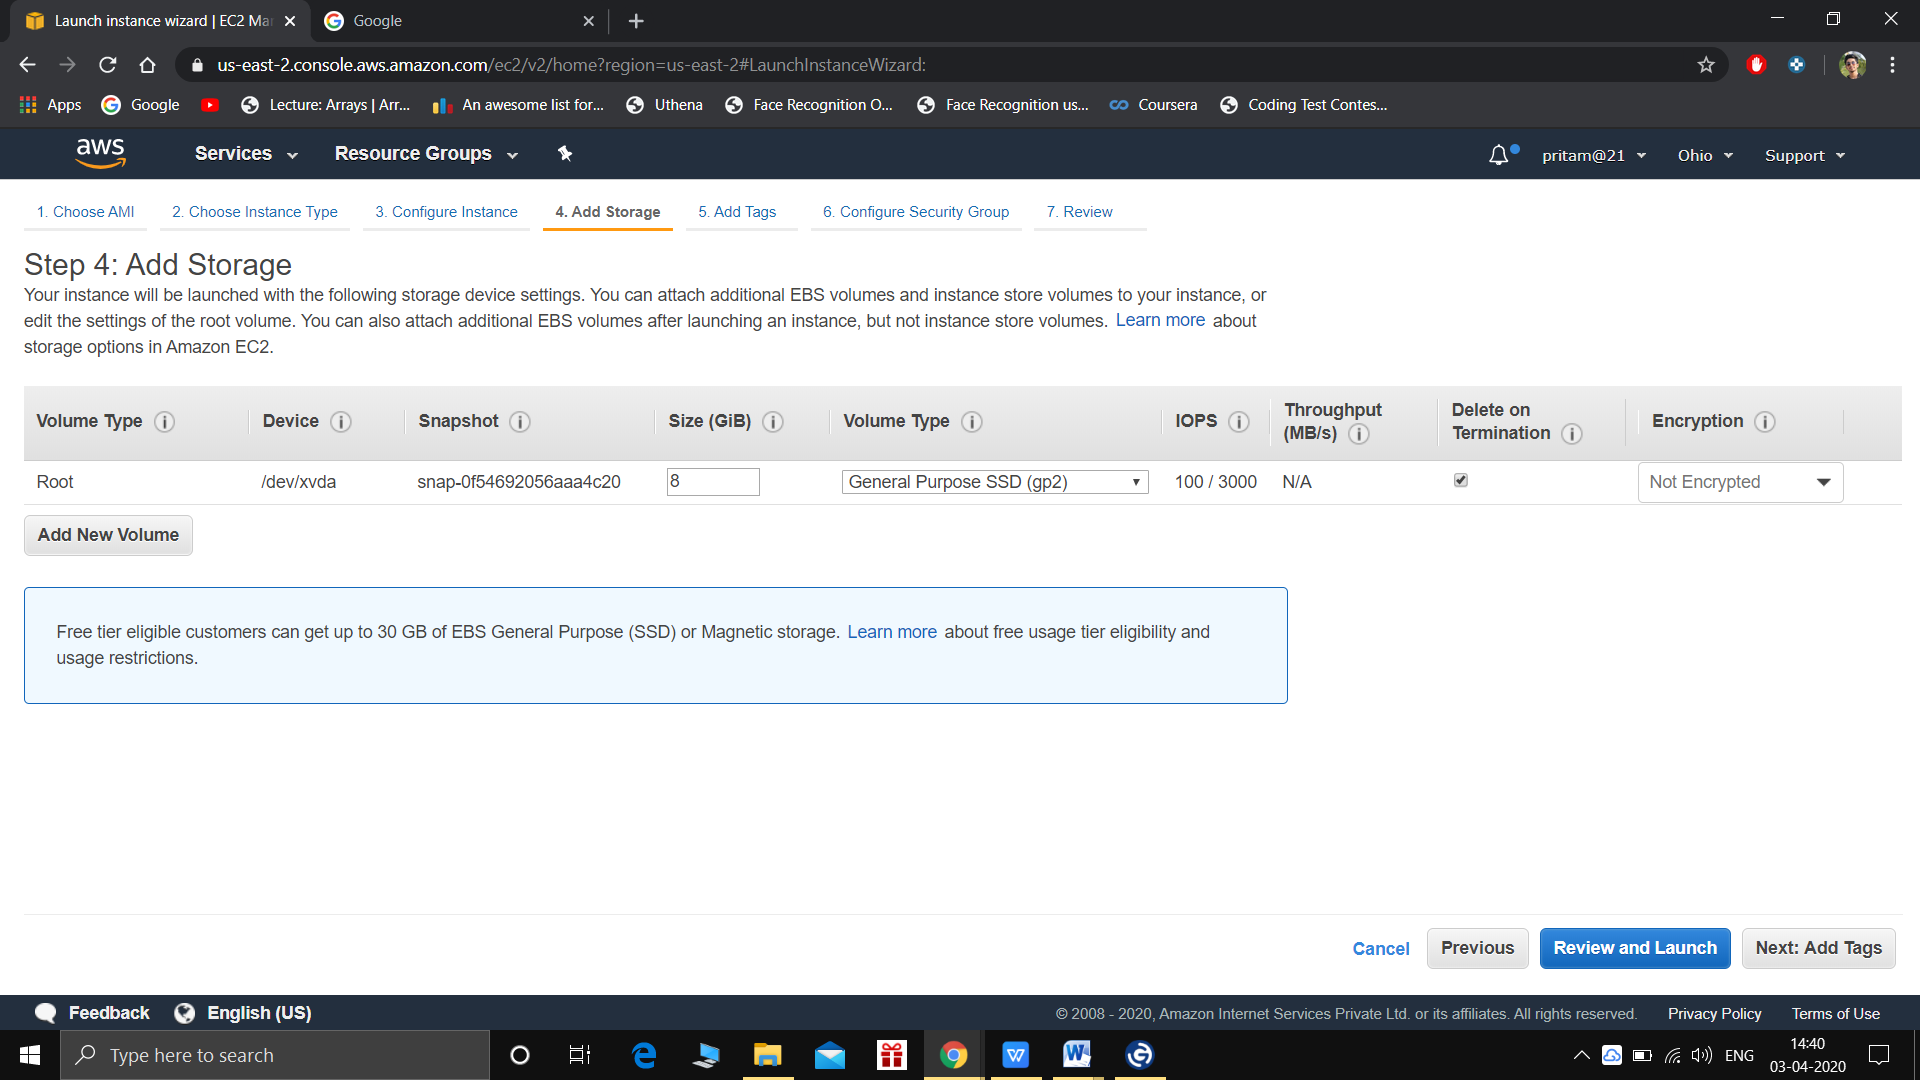 Launch instance wizard | EC2 Mar
Google
us-east-2.console.aws.amazon.com/ec2/v2/home?region=us-east-2#LaunchInstanceWizard:
Apps Google Lecture: Arrays | Arr... An awesome list for... Uthena Face Recognition O... Face Recognition us... Coursera Coding Test Contes...
aws Services Resource Groups pritam@21 Ohio Support
1. Choose AMI 2. Choose Instance Type 3. Configure Instance 4. Add Storage 5. Add Tags 6. Configure Security Group 7. Review
Step 4: Add Storage
Your instance will be launched with the following storage device settings. You can attach additional EBS volumes and instance store volumes to your instance, or
edit the settings of the root volume. You can also attach additional EBS volumes after launching an instance, but not instance store volumes. Learn more about
storage options in Amazon EC2.
Volume Type Device Snapshot Size (GiB) Volume Type IOPS Throughput (MB/s) Delete on Termination Encryption
Root /dev/xvda snap-0f54692056aaa4c20 8 General Purpose SSD (gp2) 100 / 3000 N/A Not Encrypted
Add New Volume
Free tier eligible customers can get up to 30 GB of EBS General Purpose (SSD) or Magnetic storage. Learn more about free usage tier eligibility and
usage restrictions.
Cancel Previous Review and Launch Next: Add Tags
Feedback English (US) © 2008 - 2020, Amazon Internet Services Private Ltd. or its affiliates. All rights reserved. Privacy Policy Terms of Use
Type here to search
ENG
14:40
03-04-2020